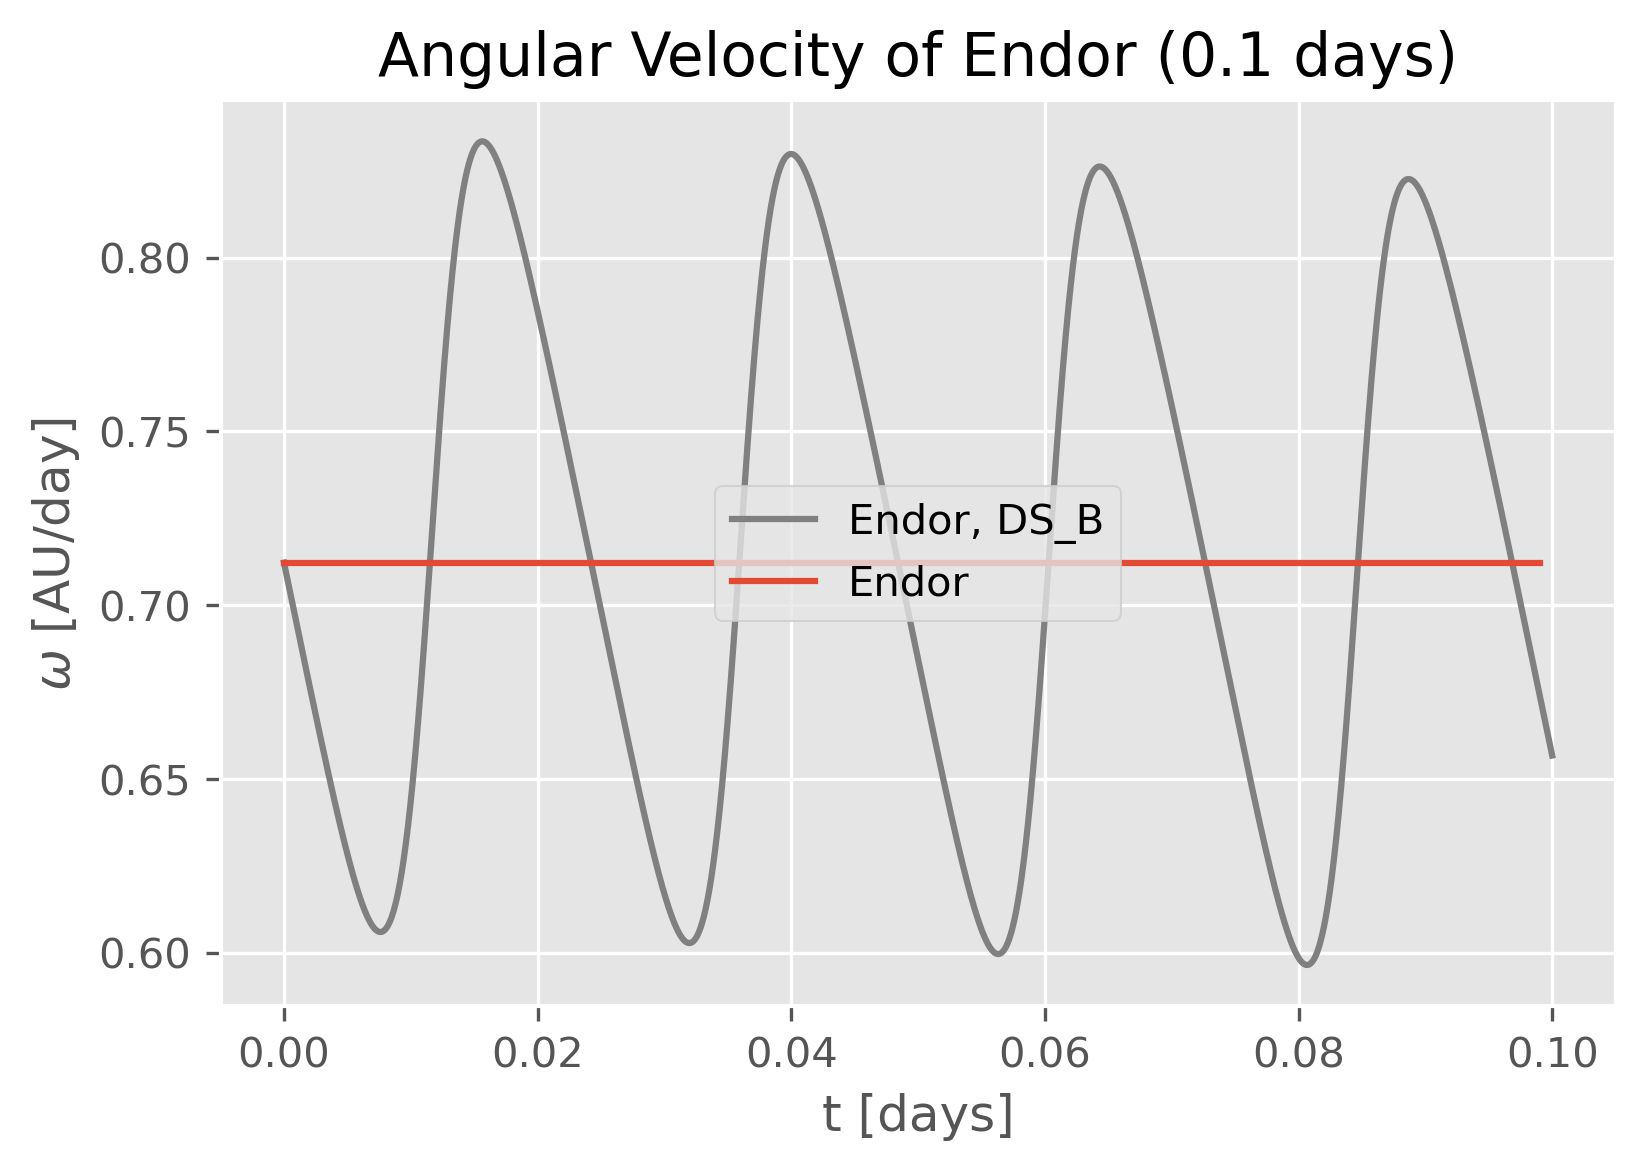 Angular Velocity of Endor (0.1 days)
ω [AU/day]
0.80
0.75
0.70
0.65
0.60
Endor, DS_B
Endor
0.00 0.02 0.04 0.06 0.08 0.10
t [days]